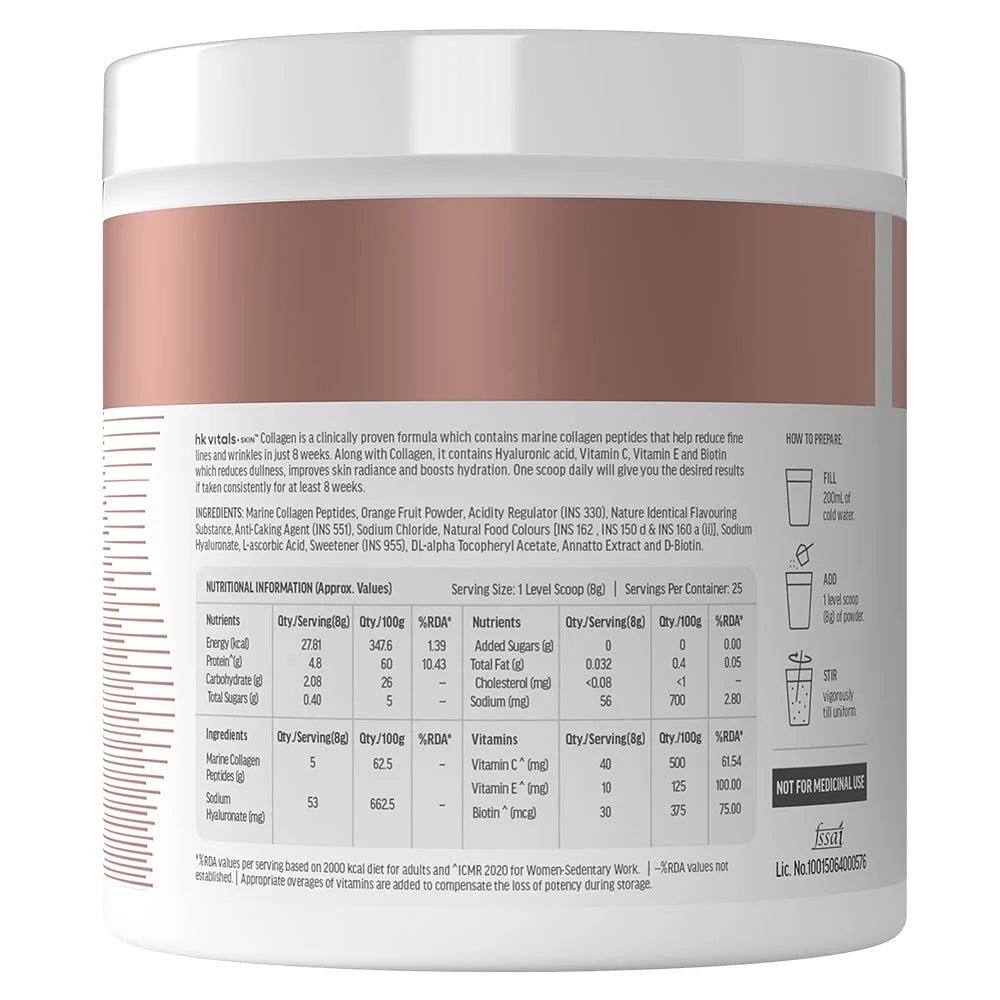 hk vitals • SKIN™ Collagen is a clinically proven formula which contains marine collagen peptides that help reduce fine
lines and wrinkles in just 8 weeks. Along with Collagen, it contains Hyaluronic acid, Vitamin C, Vitamin E and Biotin
which reduces dullness, improves skin radiance and boosts hydration. One scoop daily will give you the desired results
if taken consistently for at least 8 weeks.
INGREDIENTS: Marine Collagen Peptides, Orange Fruit Powder, Acidity Regulator (INS 330), Nature Identical Flavouring
Substance, Anti-Caking Agent (INS 551), Sodium Chloride, Natural Food Colours [INS 162 , INS 150 d & INS 160 a (ii)], Sodium
Hyaluronate, L-ascorbic Acid, Sweetener (INS 955), DL-alpha Tocopheryl Acetate, Annatto Extract and D-Biotin.
NUTRITIONAL INFORMATION (Approx. Values) Serving Size: 1 Level Scoop (8g) | Servings Per Container: 25
Nutrients Qty./Serving(8g) Qty./100g %RDA* Nutrients Qty./Serving(8g) Qty./100g %RDA*
Energy (kcal) 27.81 347.6 1.39 Added Sugars (g) 0 0 0.00
Protein^(g) 4.8 60 10.43 Total Fat (g) 0.032 0.4 0.05
Carbohydrate (g) 2.08 26 -- Cholesterol (mg) <0.08 <1 --
Total Sugars (g) 0.40 5 -- Sodium (mg) 56 700 2.80
Ingredients Qty./Serving(8g) Qty./100g %RDA* Vitamins Qty./Serving(8g) Qty./100g %RDA*
Marine Collagen Peptides (g) 5 62.5 – Vitamin C ^ (mg) 40 500 61.54
Vitamin E ^ (mg) 10 125 100.00
Sodium Hyaluronate (mg) 53 662.5 – Biotin ^ (mcg) 30 375 75.00
*%RDA values per serving based on 2000 kcal diet for adults and ^ICMR 2020 for Women-Sedentary Work. | --%RDA values not
established. | Appropriate overages of vitamins are added to compensate the loss of potency during storage.
HOW TO PREPARE:
FILL
200mL of
cold water.
ADD
1 level scoop
(8g) of powder.
STIR
vigorously
till uniform.
NOT FOR MEDICINAL USE
fssai
Lic. No.10015064000576